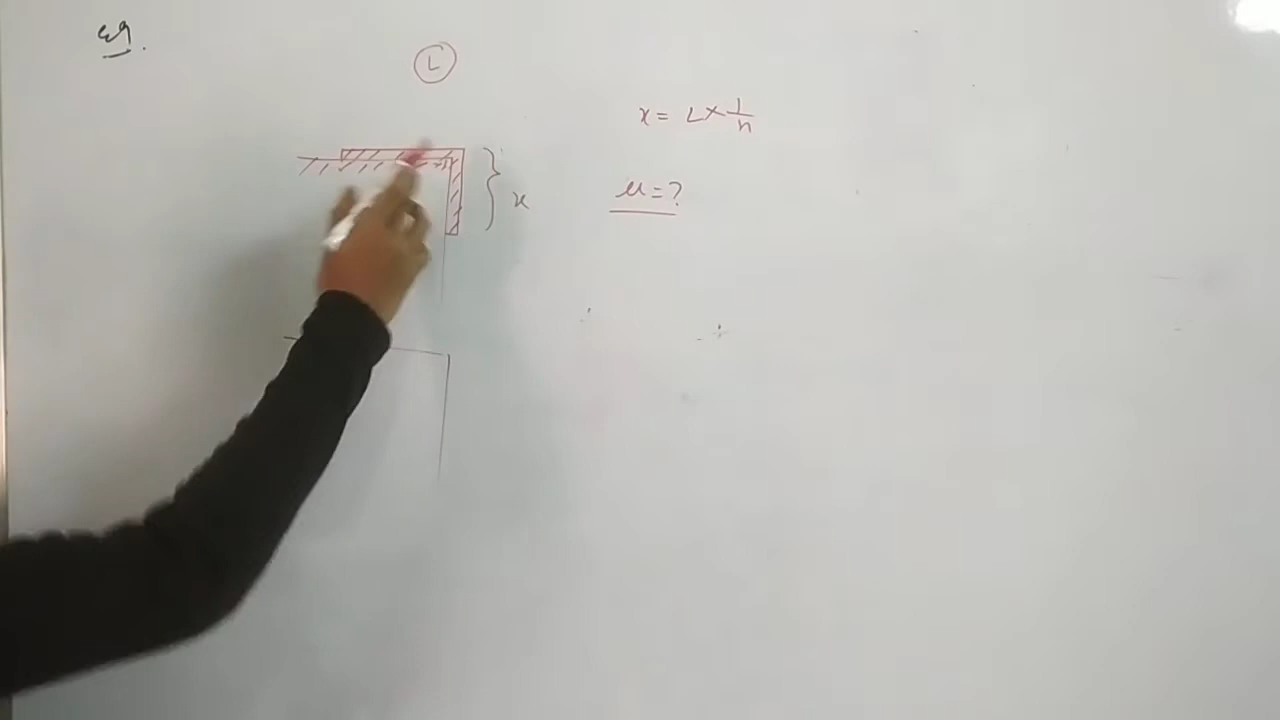 eg.
L
x = L × 1/n
x
μ = ?